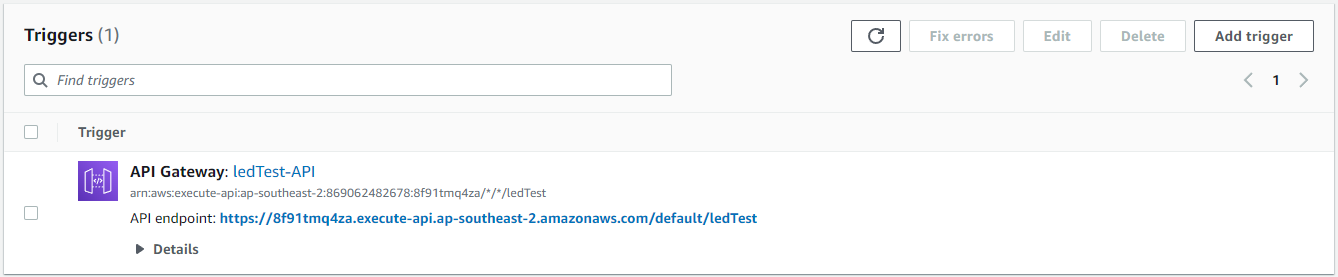 Triggers (1)
Fix errors
Edit
Delete
Add trigger
Find triggers
1
Trigger
API Gateway: ledTest-API
arn:aws:execute-api:ap-southeast-2:869062482678:8f91tmq4za/*/*/ledTest
API endpoint: https://8f91tmq4za.execute-api.ap-southeast-2.amazonaws.com/default/ledTest
Details